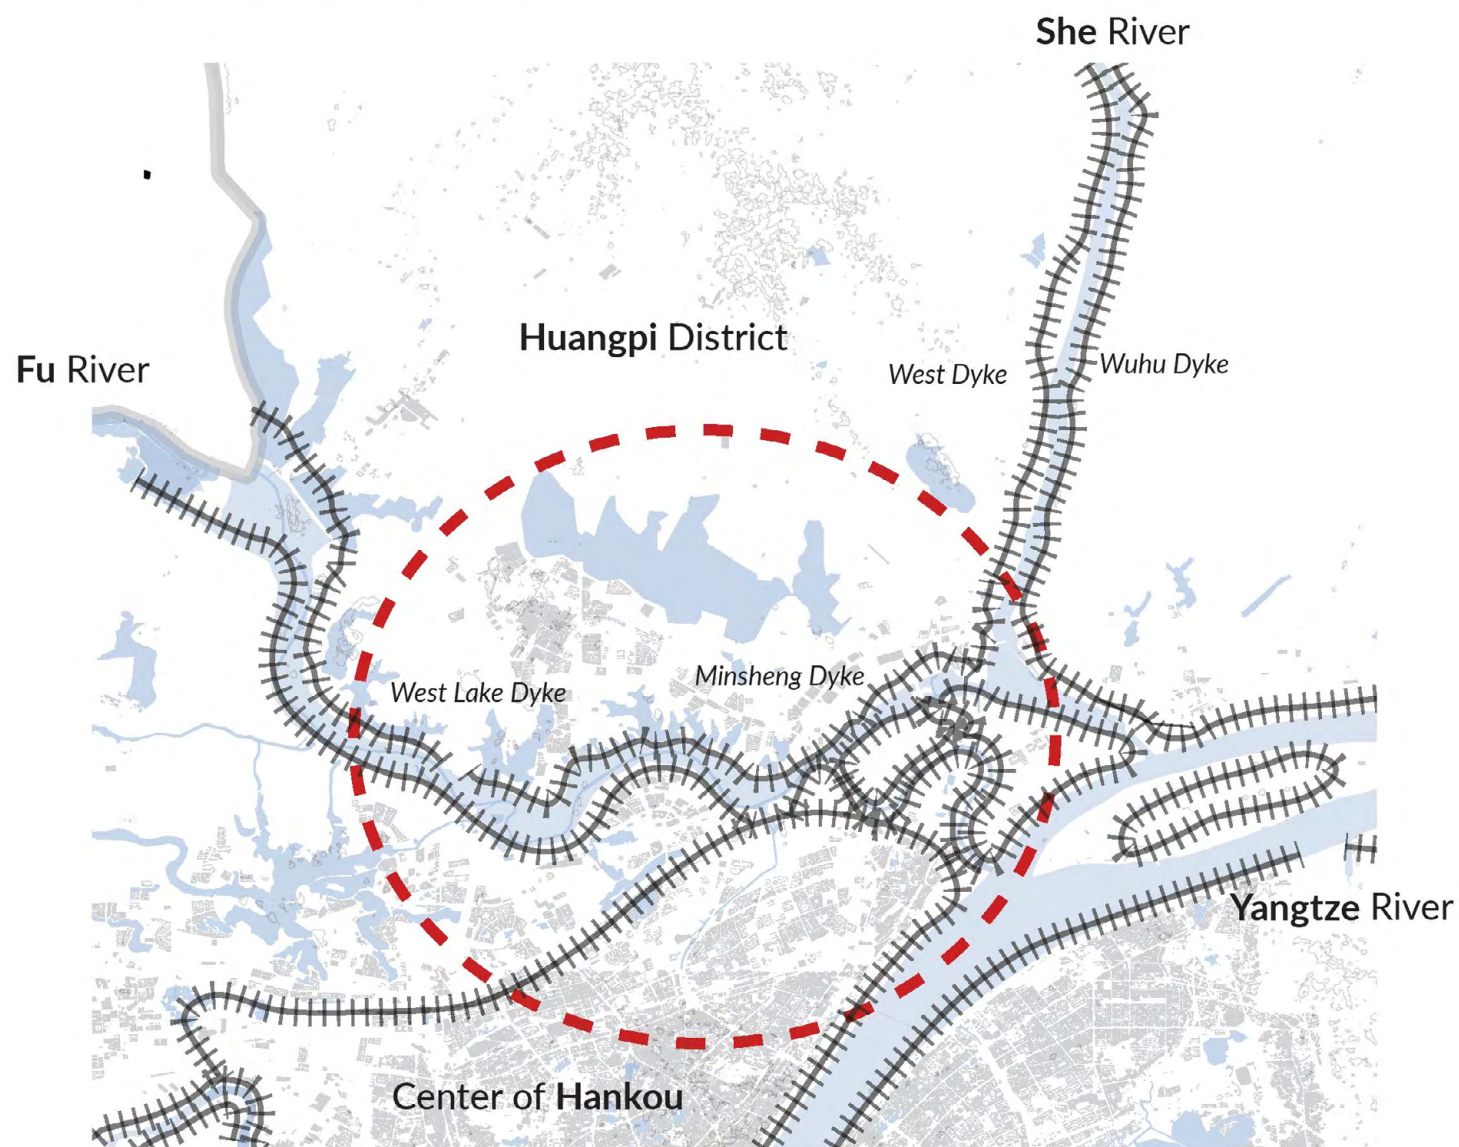 She River
Huangpi District
Fu River
West Dyke
Wuhu Dyke
West Lake Dyke
Minsheng Dyke
Yangtze River
Center of Hankou